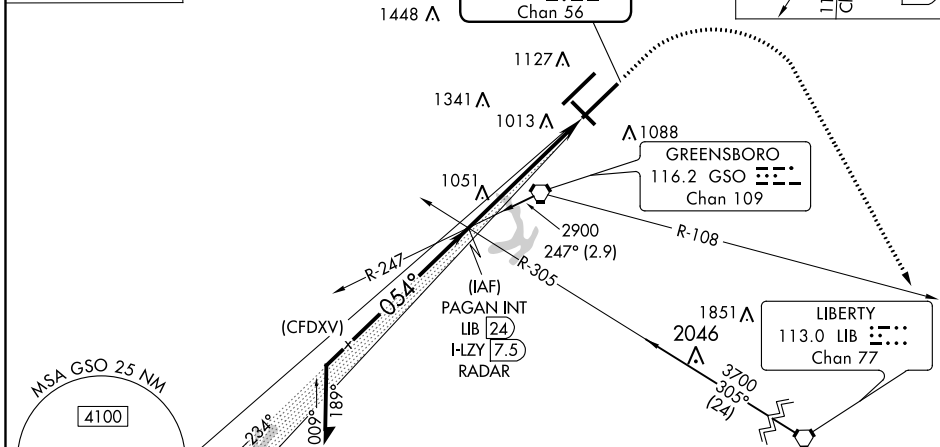 1448
Chan 56
1127
1341
1013
1088
GREENSBORO
116.2 GSO
Chan 109
1051
2900
247° (2.9)
R-108
R-247
R-305
054°
(IAF)
PAGAN INT
LIB 24
I-LZY 7.5
RADAR
(CFDXV)
1851
2046
LIBERTY
113.0 LIB
Chan 77
3700
305°
(24)
MSA GSO 25 NM
4100
009°
189°
234°